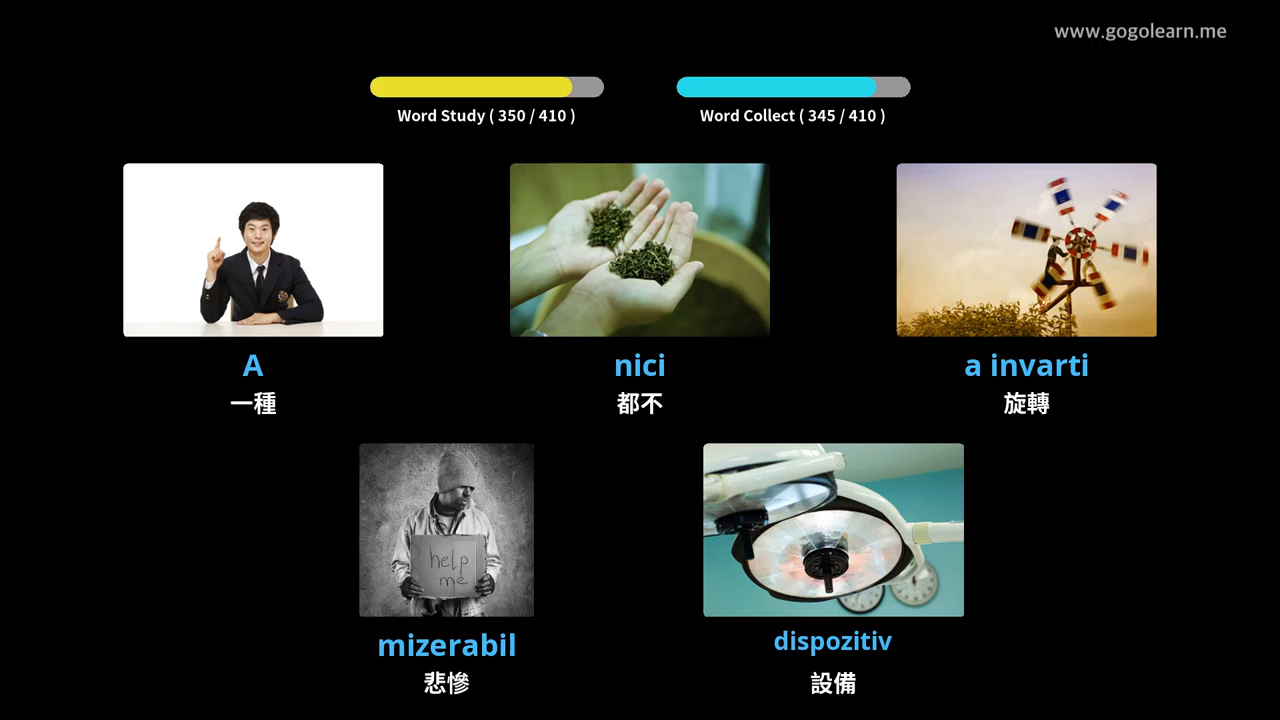 www.gogolearn.me
Word Study ( 350 / 410 )
Word Collect ( 345 / 410 )
A
一種
nici
都不
a invarti
旋轉
help
me
mizerabil
悲慘
dispozitiv
設備